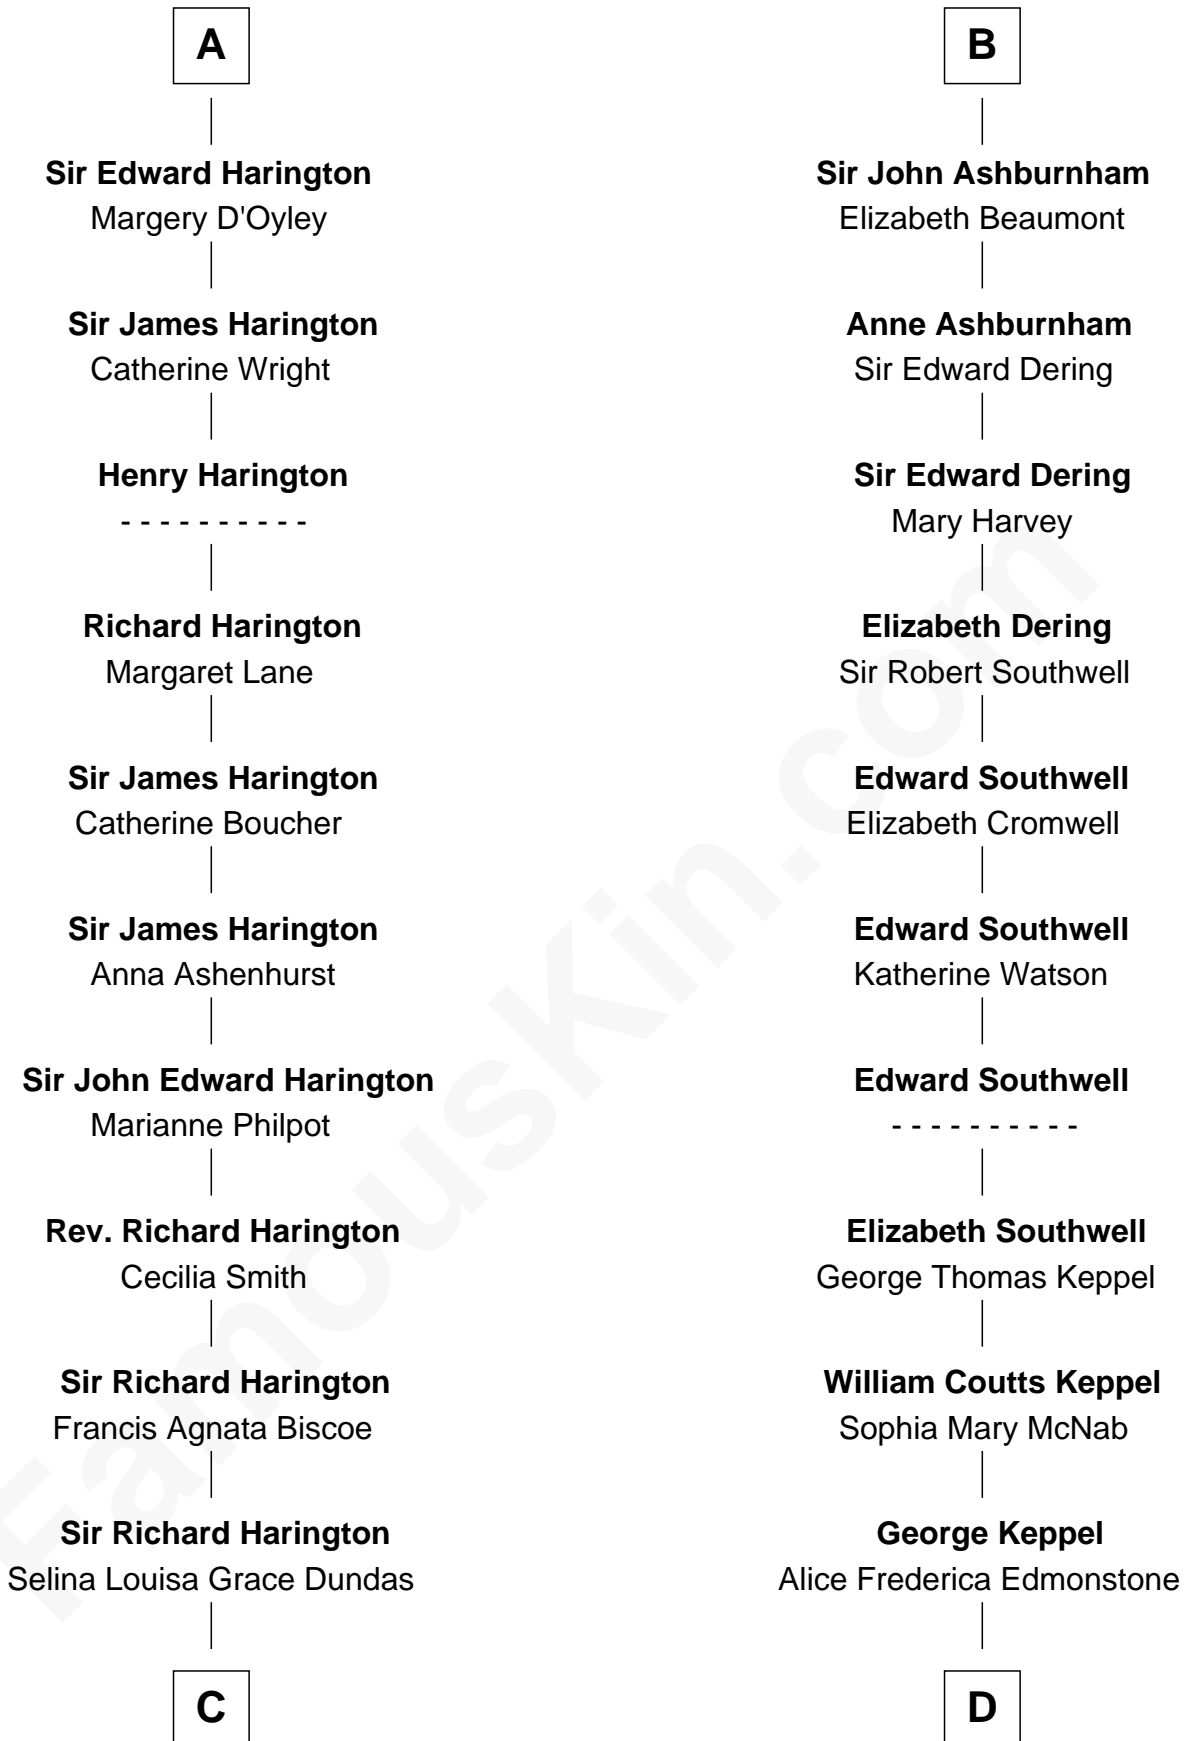 A
Sir Edward Harington
Margery D'Oyley
Sir James Harington
Catherine Wright
Henry Harington
- - - - - - - - - -
Richard Harington
Margaret Lane
Sir James Harington
Catherine Boucher
Sir James Harington
Anna Ashenhurst
Sir John Edward Harington
Marianne Philpot
Rev. Richard Harington
Cecilia Smith
Sir Richard Harington
Francis Agnata Biscoe
Sir Richard Harington
Selina Louisa Grace Dundas
C
B
Sir John Ashburnham
Elizabeth Beaumont
Anne Ashburnham
Sir Edward Dering
Sir Edward Dering
Mary Harvey
Elizabeth Dering
Sir Robert Southwell
Edward Southwell
Elizabeth Cromwell
Edward Southwell
Katherine Watson
Edward Southwell
- - - - - - - - - -
Elizabeth Southwell
George Thomas Keppel
William Coutts Keppel
Sophia Mary McNab
George Keppel
Alice Frederica Edmonstone
D
FamousKin.com